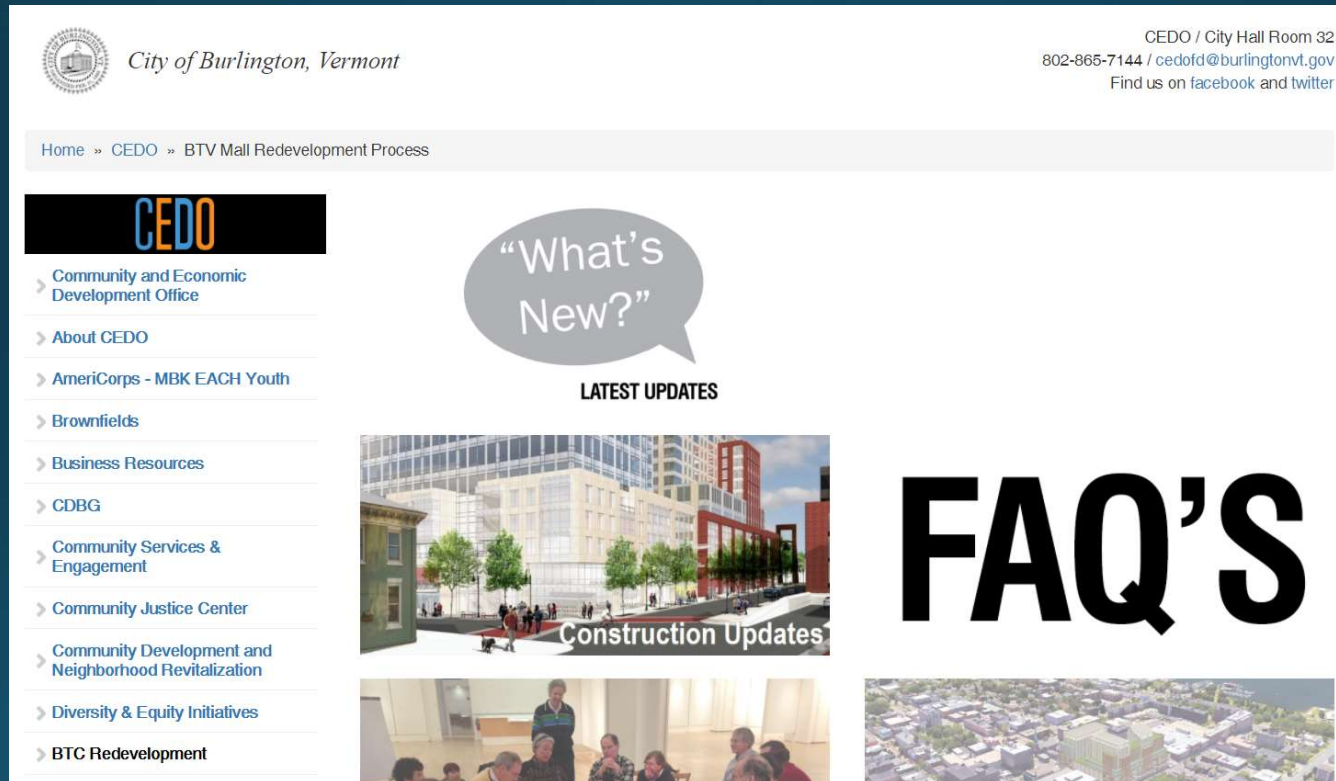 City of Burlington, Vermont
CEDO / City Hall Room 32
802-865-7144 / cedofd@burlingtonvt.gov
Find us on facebook and twitter
Home » CEDO » BTV Mall Redevelopment Process
CEDO
Community and Economic
Development Office
About CEDO
AmeriCorps - MBK EACH Youth
Brownfields
Business Resources
CDBG
Community Services &
Engagement
Community Justice Center
Community Development and
Neighborhood Revitalization
Diversity & Equity Initiatives
BTC Redevelopment
“What’s
New?”
LATEST UPDATES
Construction Updates
FAQ’S